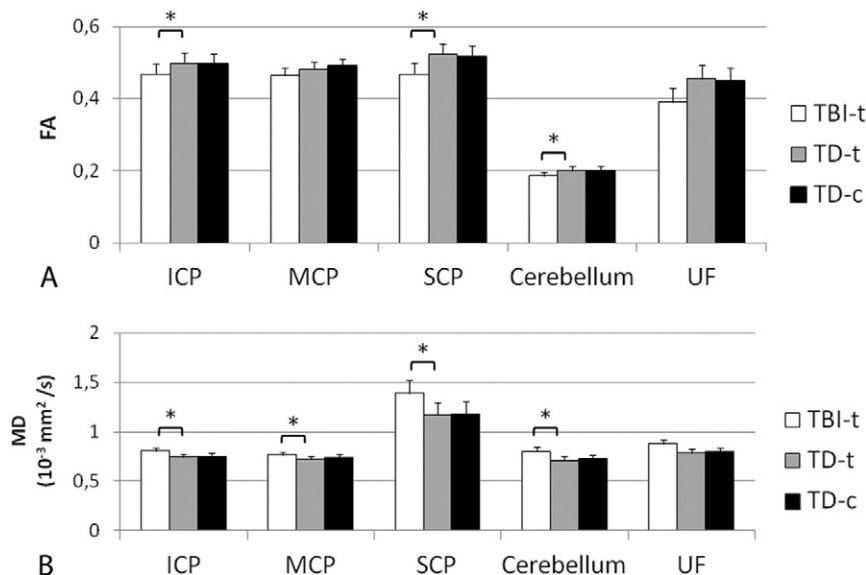 *
*
*
0,6
0,4
0,2
0
FA
TBI-t
TD-t
TD-c
ICP MCP SCP Cerebellum UF
A
*
*
*
*
2
1,5
1
0,5
0
MD
(10⁻³ mm² /s)
TBI-t
TD-t
TD-c
ICP MCP SCP Cerebellum UF
B